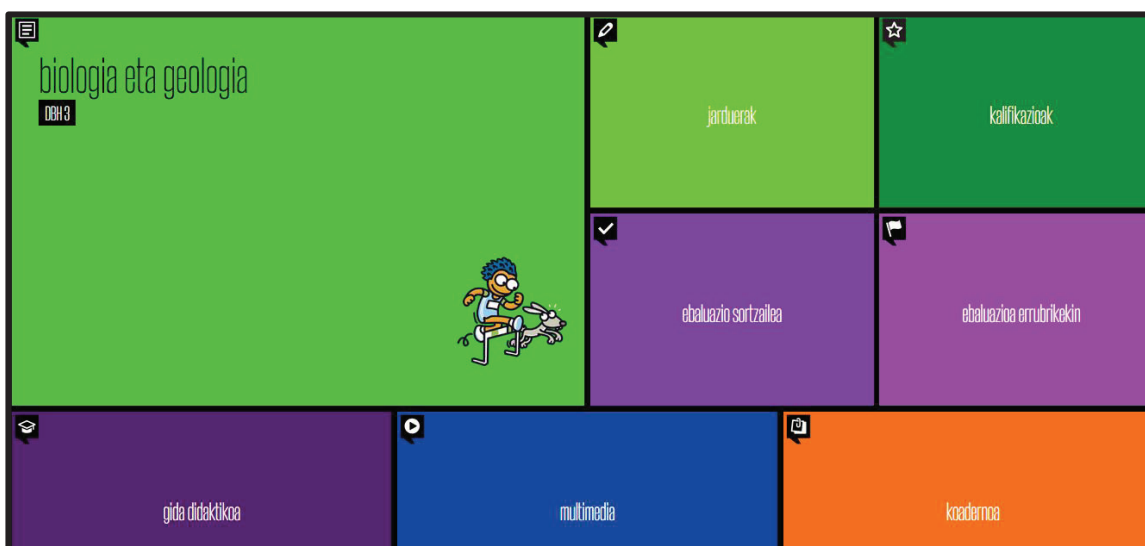 biologia eta geologia
DBH 3
jarduerak
kalifikazioak
ebaluazio sortzailea
ebaluazioa errubrikekin
gida didaktikoa
multimedia
koadernoa